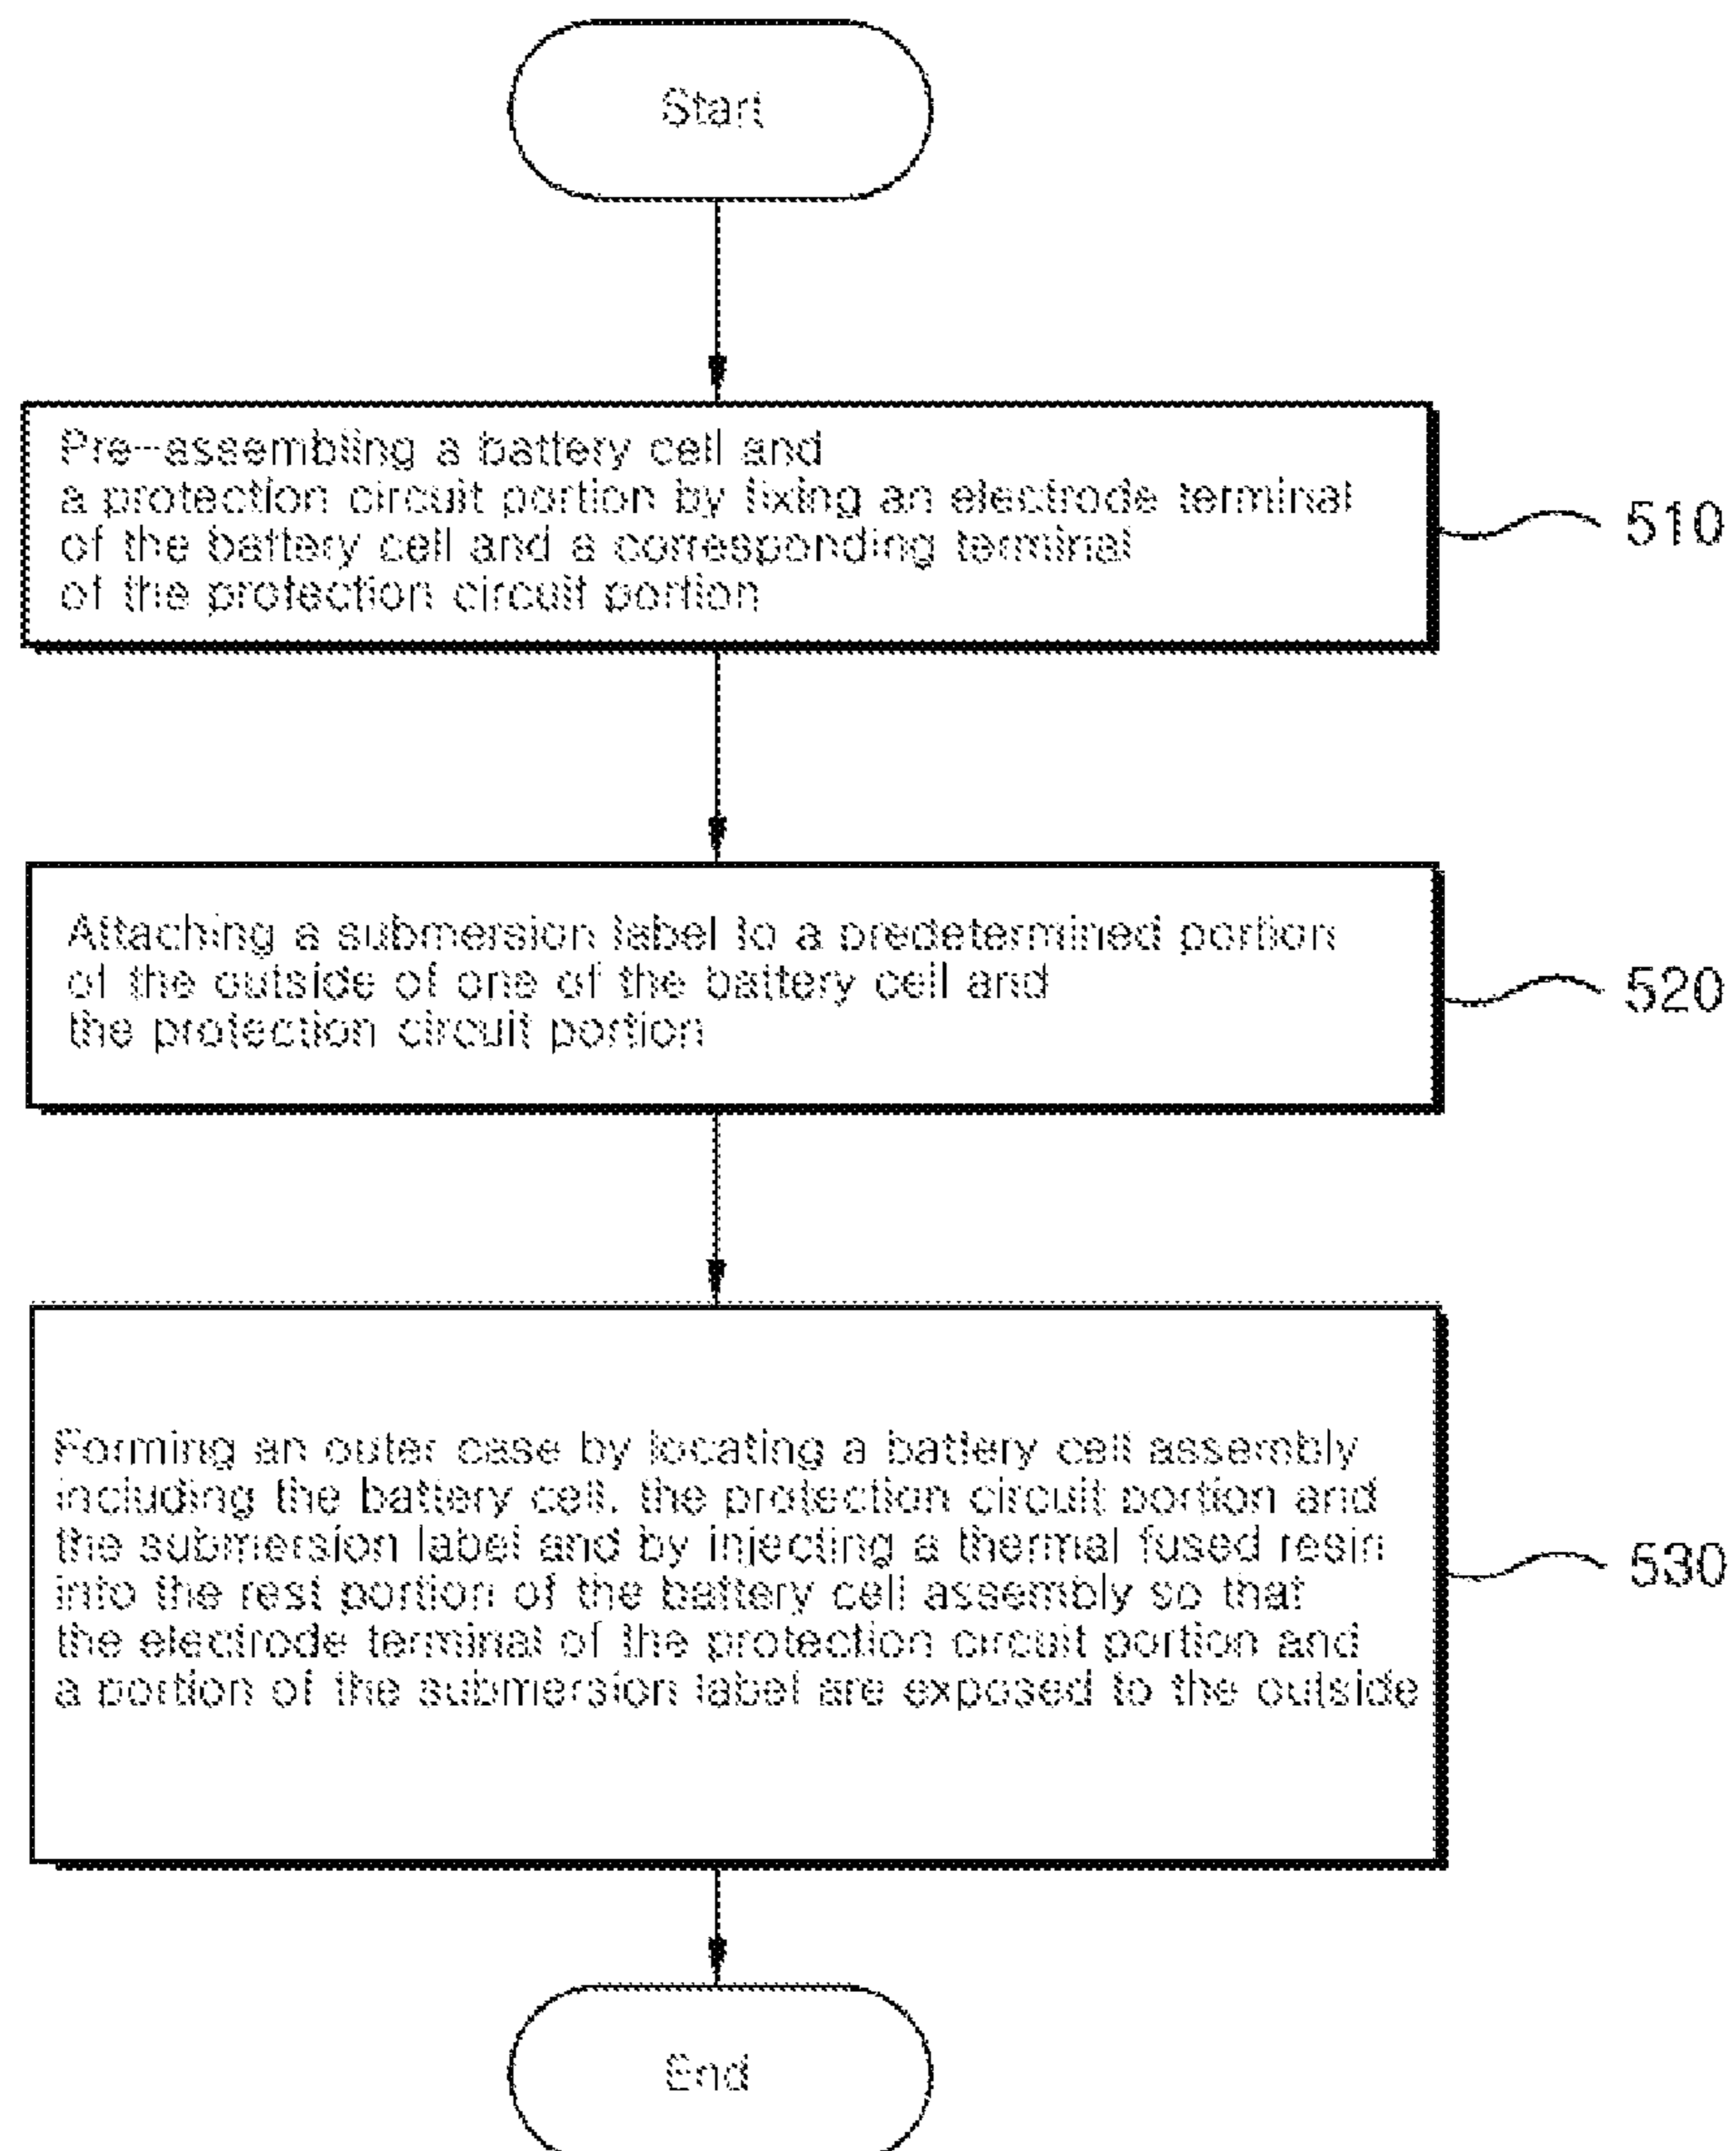 Start
Pre-assembling a battery cell and
a protection circuit portion by fixing an electrode terminal
of the battery cell and a corresponding terminal
of the protection circuit portion
510
Attaching a submersion label to a predetermined portion
of the outside of one of the battery cell and
the protection circuit portion
520
Forming an outer case by locating a battery cell assembly
including the battery cell, the protection circuit portion and
the submersion label and by injecting a thermal fused resin
into the rest portion of the battery cell assembly so that
the electrode terminal of the protection circuit portion and
a portion of the submersion label are exposed to the outside
530
End